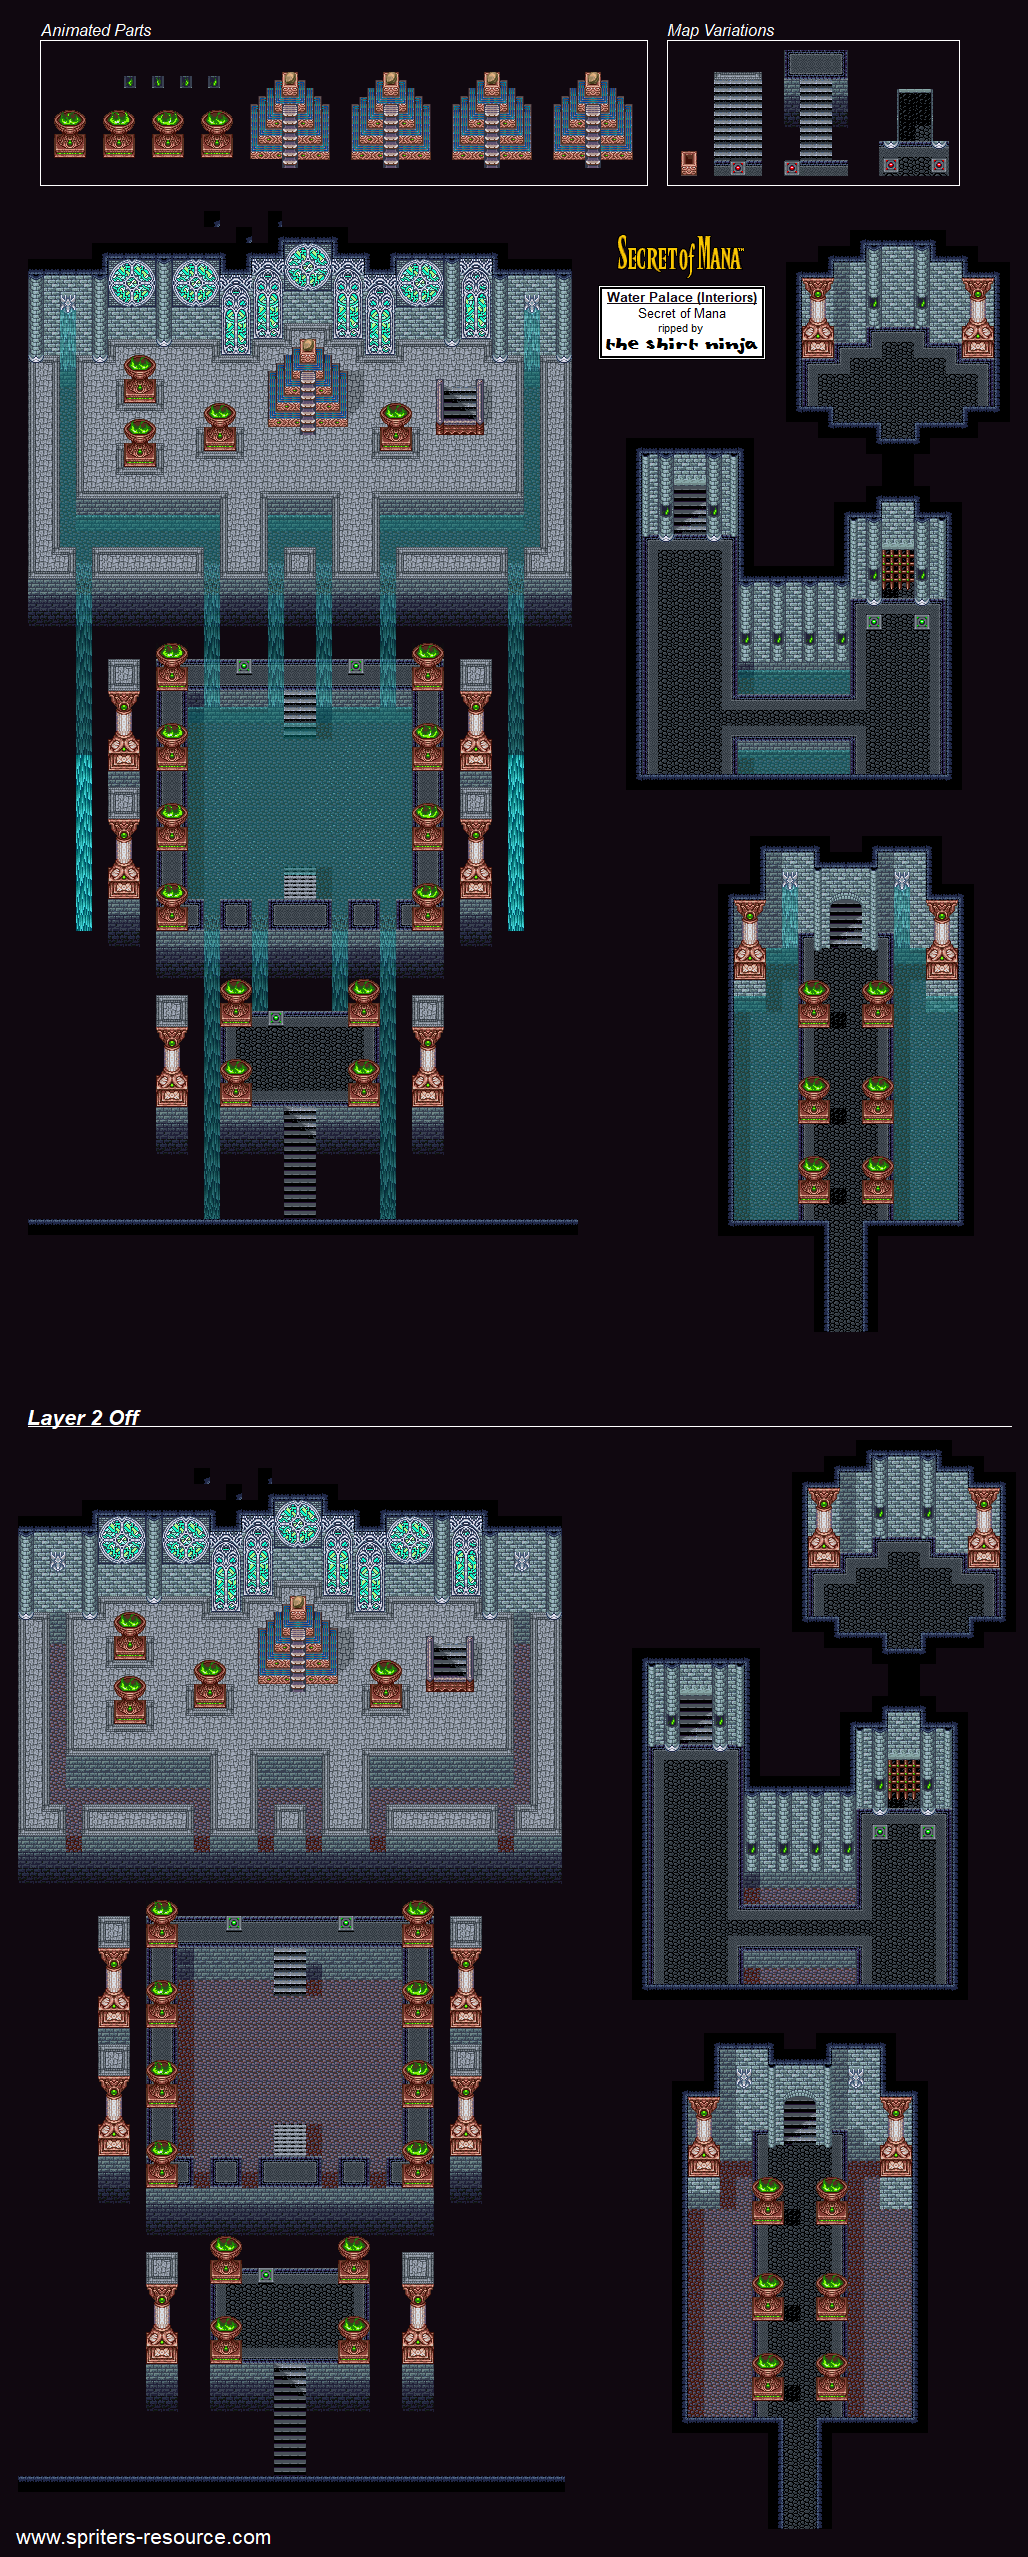 Animated Parts
Map Variations
SECRET of MANA™
Water Palace (Interiors)
Secret of Mana
ripped by
the shirt ninja
Layer 2 Off
www.spriters-resource.com